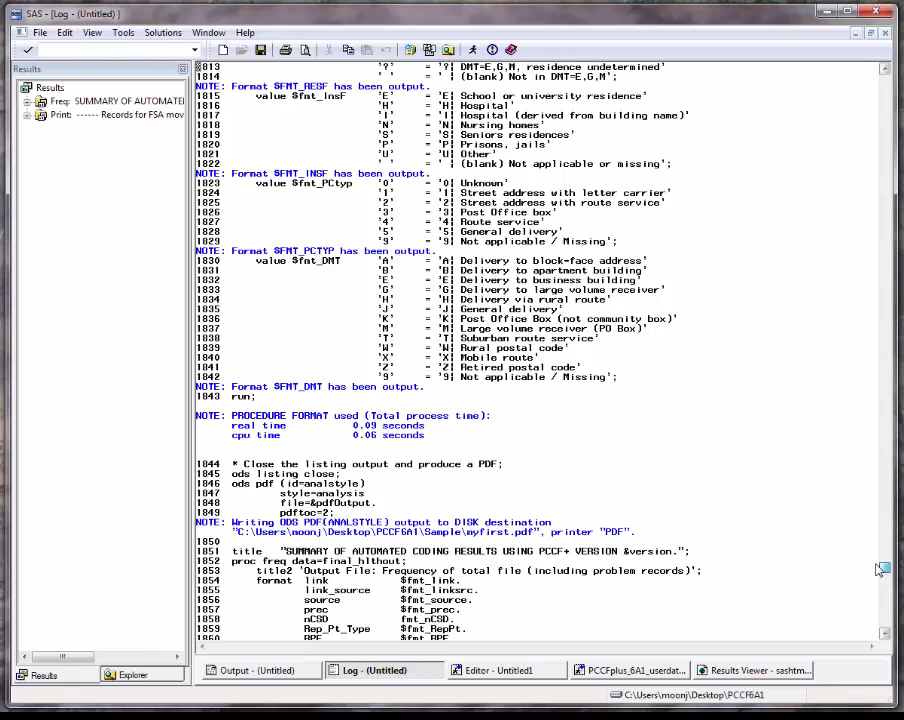 SAS - [Log - (Untitled)]
File Edit View Tools Solutions Window Help
Results
Results
Freq: SUMMARY OF AUTOMATE
Print: ------ Records for FSA mov
1813 '?' = '?| DMT=E,G,M, residence undetermined'
1814 ' ' = ' | (blank) Not in DMT=E,G,M';
NOTE: Format $FMT_RESF has been output.
1815 value $fmt_InsF 'E' = 'E| School or university residence'
1816 'H' = 'H| Hospital'
1817 'I' = 'I| Hospital (derived from building name)'
1818 'N' = 'N| Nursing homes'
1819 'S' = 'S| Seniors residences'
1820 'P' = 'P| Prisons, jails'
1821 'U' = 'U| Other'
1822 ' ' = ' | (blank) Not applicable or missing';
NOTE: Format $FMT_INSF has been output.
1823 value $fmt_PCtyp '0' = '0| Unknown'
1824 '1' = '1| Street address with letter carrier'
1825 '2' = '2| Street address with route service'
1826 '3' = '3| Post Office box'
1827 '4' = '4| Route service'
1828 '5' = '5| General delivery'
1829 '9' = '9| Not applicable / Missing';
NOTE: Format $FMT_PCTYP has been output.
1830 value $fmt_DMT 'A' = 'A| Delivery to block-face address'
1831 'B' = 'B| Delivery to apartment building'
1832 'E' = 'E| Delivery to business building'
1833 'G' = 'G| Delivery to large volume receiver'
1834 'H' = 'H| Delivery via rural route'
1835 'J' = 'J| General delivery'
1836 'K' = 'K| Post Office Box (not community box)'
1837 'M' = 'M| Large volume receiver (PO Box)'
1838 'T' = 'T| Suburban route service'
1839 'W' = 'W| Rural postal code'
1840 'X' = 'X| Mobile route'
1841 'Z' = 'Z| Retired postal code'
1842 '9' = '9| Not applicable / Missing';
NOTE: Format $FMT_DMT has been output.
1843 run;
NOTE: PROCEDURE FORMAT used (Total process time):
real time 0.09 seconds
cpu time 0.06 seconds
1844 * Close the listing output and produce a PDF;
1845 ods listing close;
1846 ods pdf (id=analstyle)
1847 style=analysis
1848 file=&pdfOutput.
1849 pdftoc=2;
NOTE: Writing ODS PDF(ANALSTYLE) output to DISK destination
"C:\Users\moonj\Desktop\PCCF6A1\Sample\myfirst.pdf", printer "PDF".
1850
1851 title "SUMMARY OF AUTOMATED CODING RESULTS USING PCCF+ VERSION &version.";
1852 proc freq data=final_hlthout;
1853 title2 'Output File: Frequency of total file (including problem records)';
1854 format link $fmt_link.
1855 link_source $fmt_linksrc.
1856 source $fmt_source.
1857 prec $fmt_prec.
1858 nCSD fmt_nCSD.
1859 Rep_Pt_Type $fmt_RepPt.
1860 RPF $fmt_RPF.
Results Explorer
Output - (Untitled) Log - (Untitled) Editor - Untitled1 PCCFplus_6A1_userdat... Results Viewer - sashtm...
C:\Users\moonj\Desktop\PCCF6A1